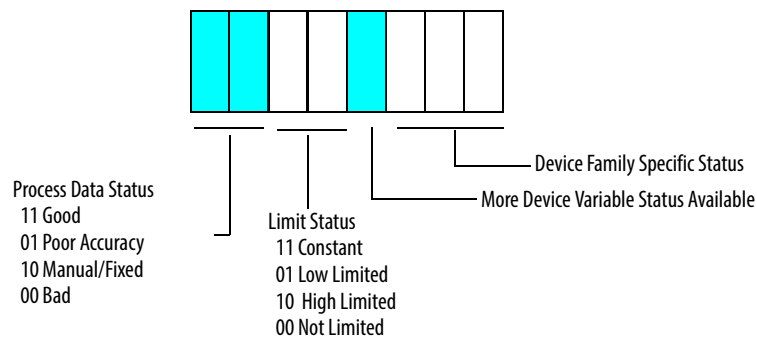 Device Family Specific Status
More Device Variable Status Available
Process Data Status
11 Good
01 Poor Accuracy
10 Manual/Fixed
00 Bad
Limit Status
11 Constant
01 Low Limited
10 High Limited
00 Not Limited